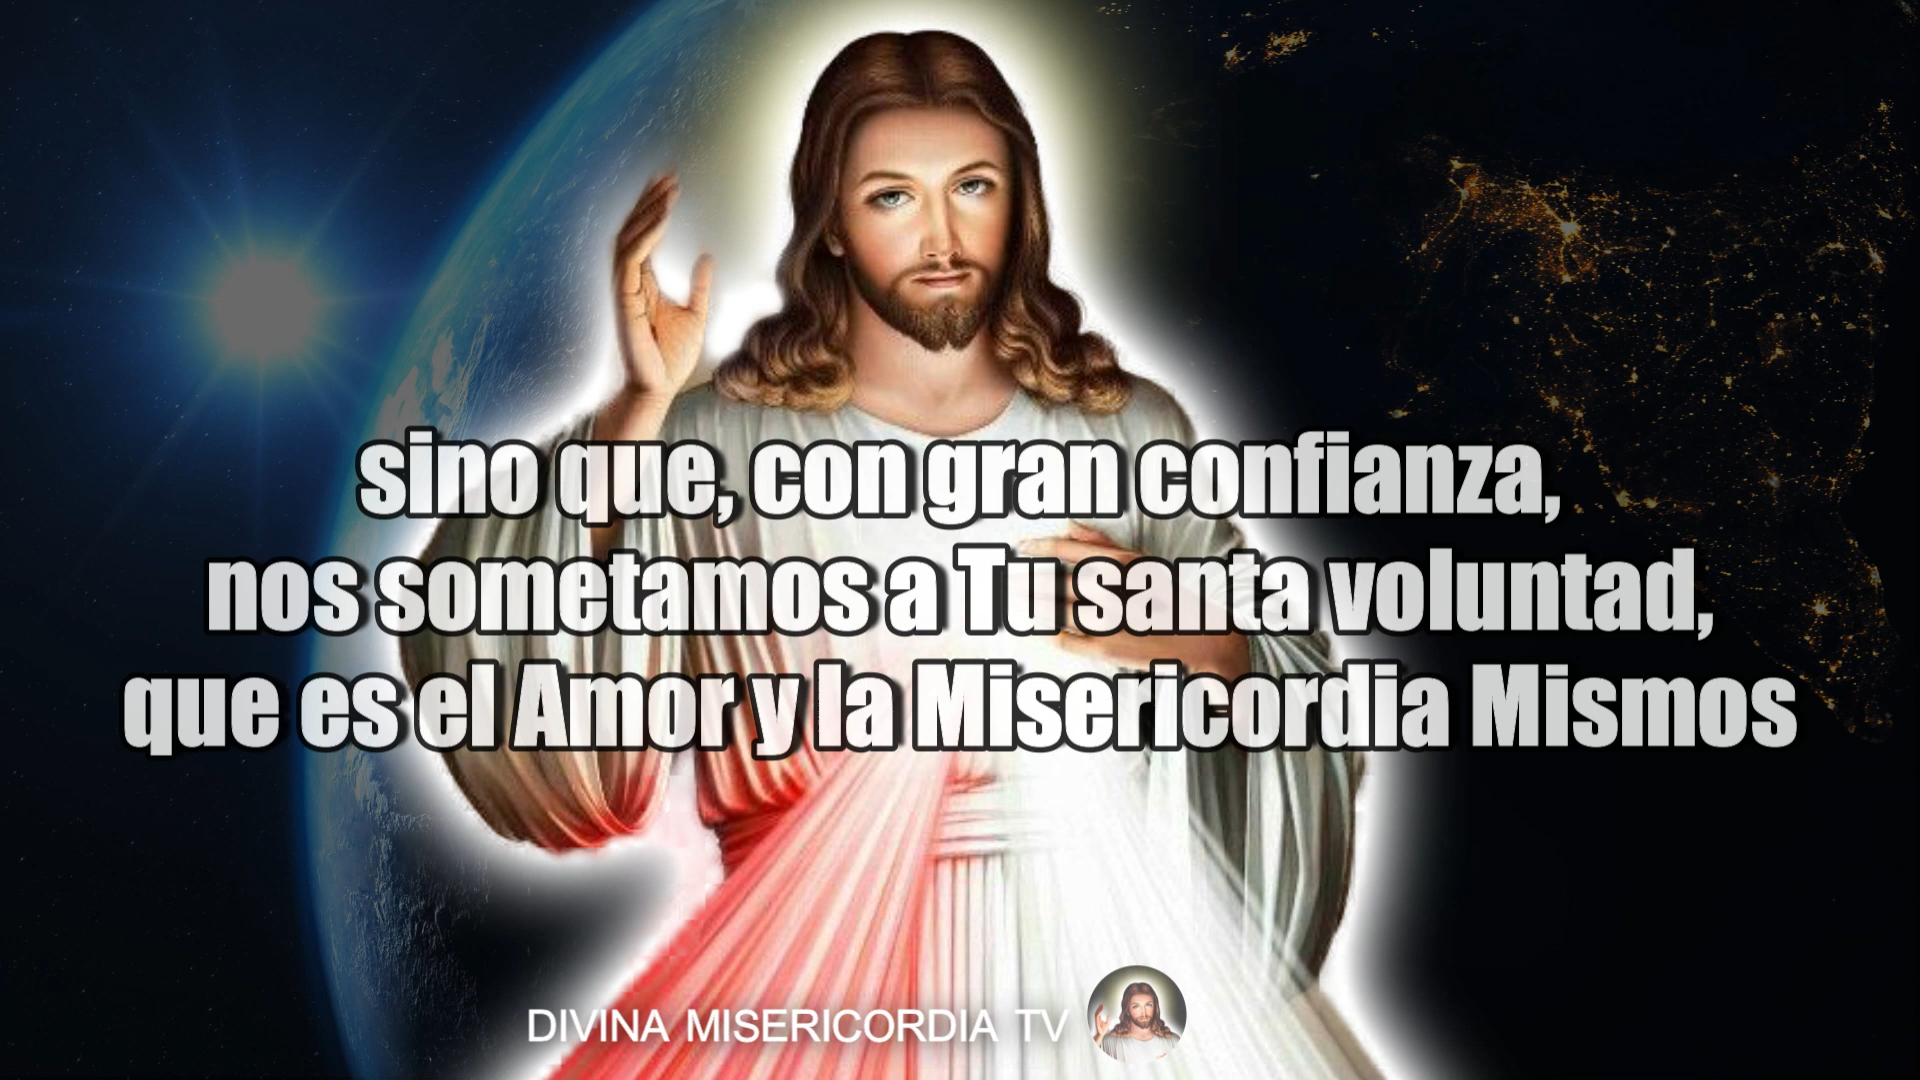 sino que, con gran confianza,
nos sometamos a Tu santa voluntad,
que es el Amor y la Misericordia Mismos
DIVINA MISERICORDIA TV